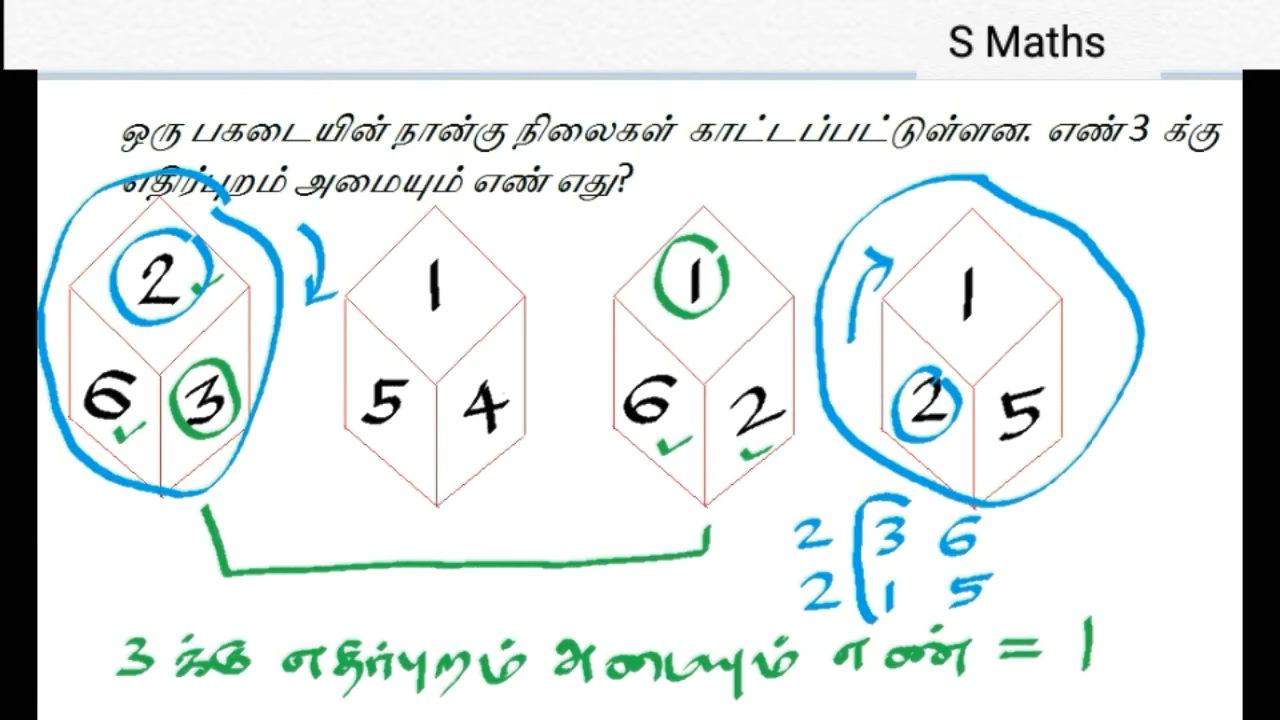 S Maths
ஒரு பகடையின் நான்கு நிலைகள் காட்டப்பட்டுள்ளன. எண் 3 க்கு
எதிர்புறம் அமையும் எண் எது?
2 1 1 1
6 3 5 4 6 2 2 5
2 3 6
2 1 5
3 க்கு எதிர்புறம் அமையும் எண் = 1